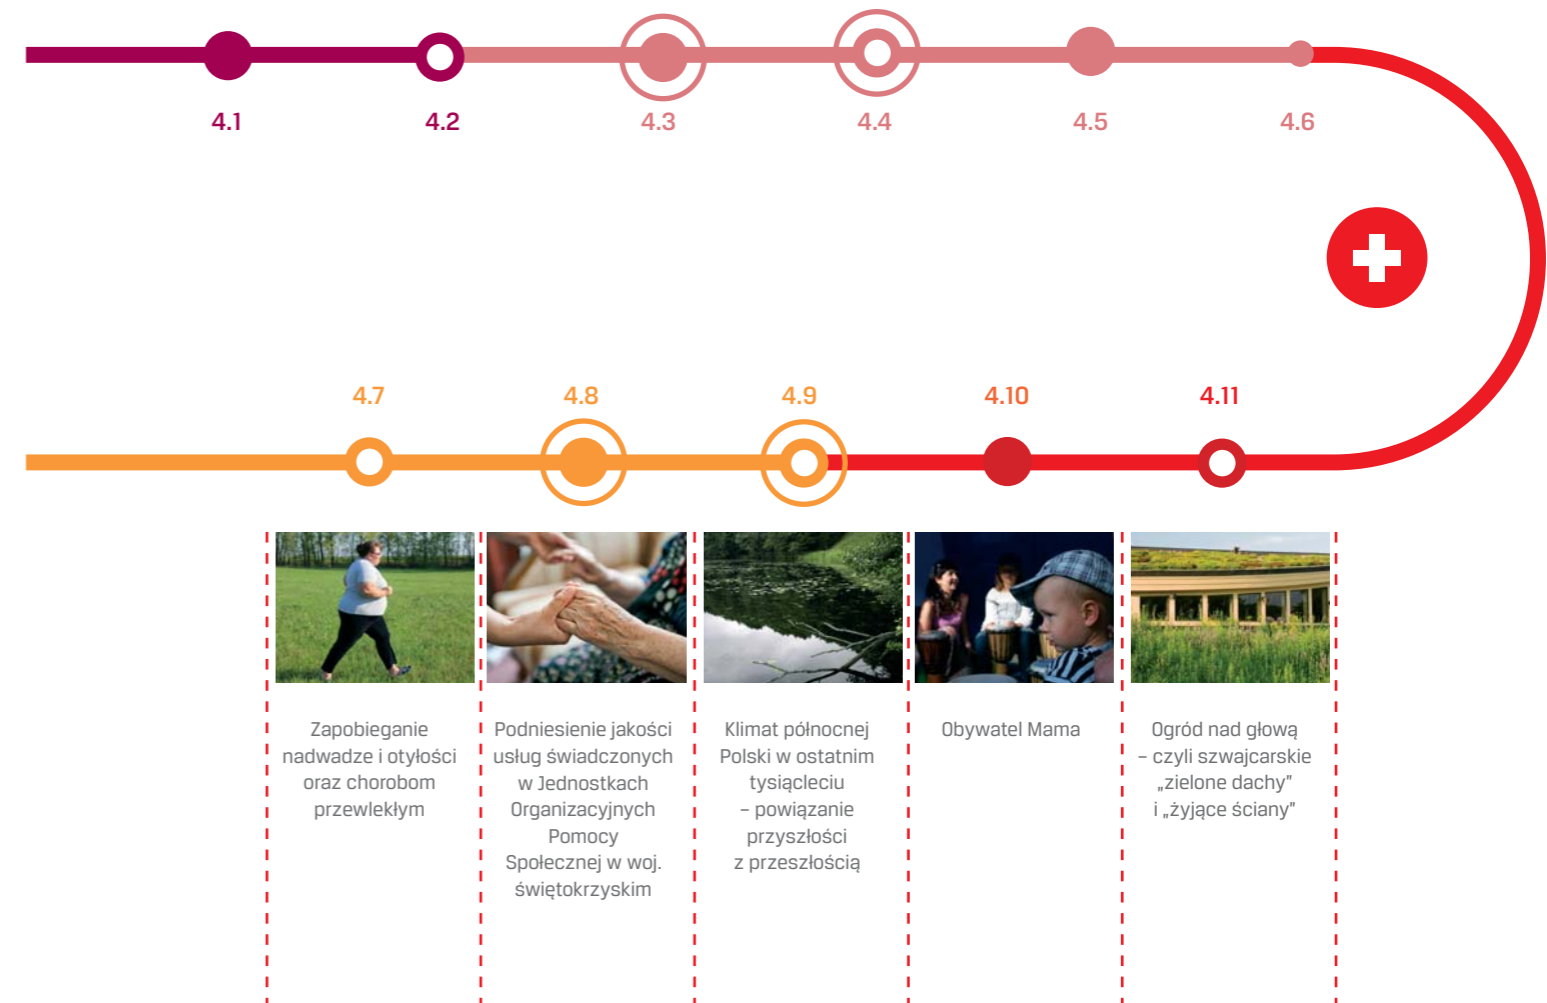 4.1
4.2
4.3
4.4
4.5
4.6
4.7
4.8
4.9
4.10
4.11
Zapobieganie
nadwadze i otyłości
oraz chorobom
przewlekłym
Podniesienie jakości
usług świadczonych
w Jednostkach
Organizacyjnych
Pomocy
Społecznej w woj.
świętokrzyskim
Klimat północnej
Polski w ostatnim
tysiącleciu
– powiązanie
przyszłości
z przeszłością
Obywatel Mama
Ogród nad głową
– czyli szwajcarskie
„zielone dachy”
i „żyjące ściany”